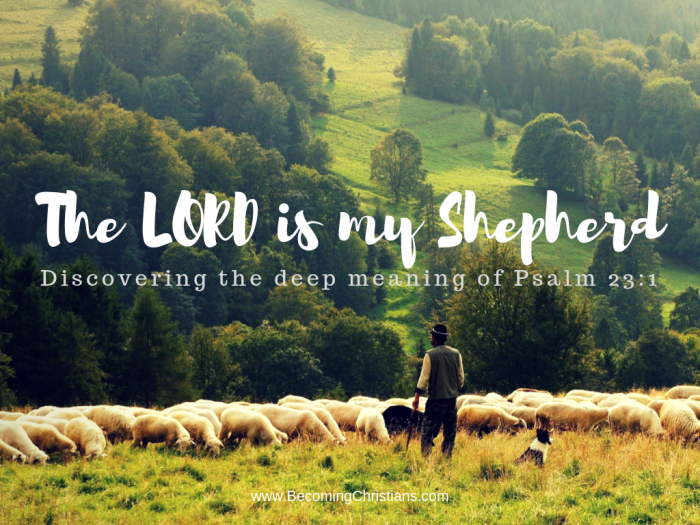 The LORD is my Shepherd
Discovering the deep meaning of Psalm 23:1
www.BecomingChristians.com